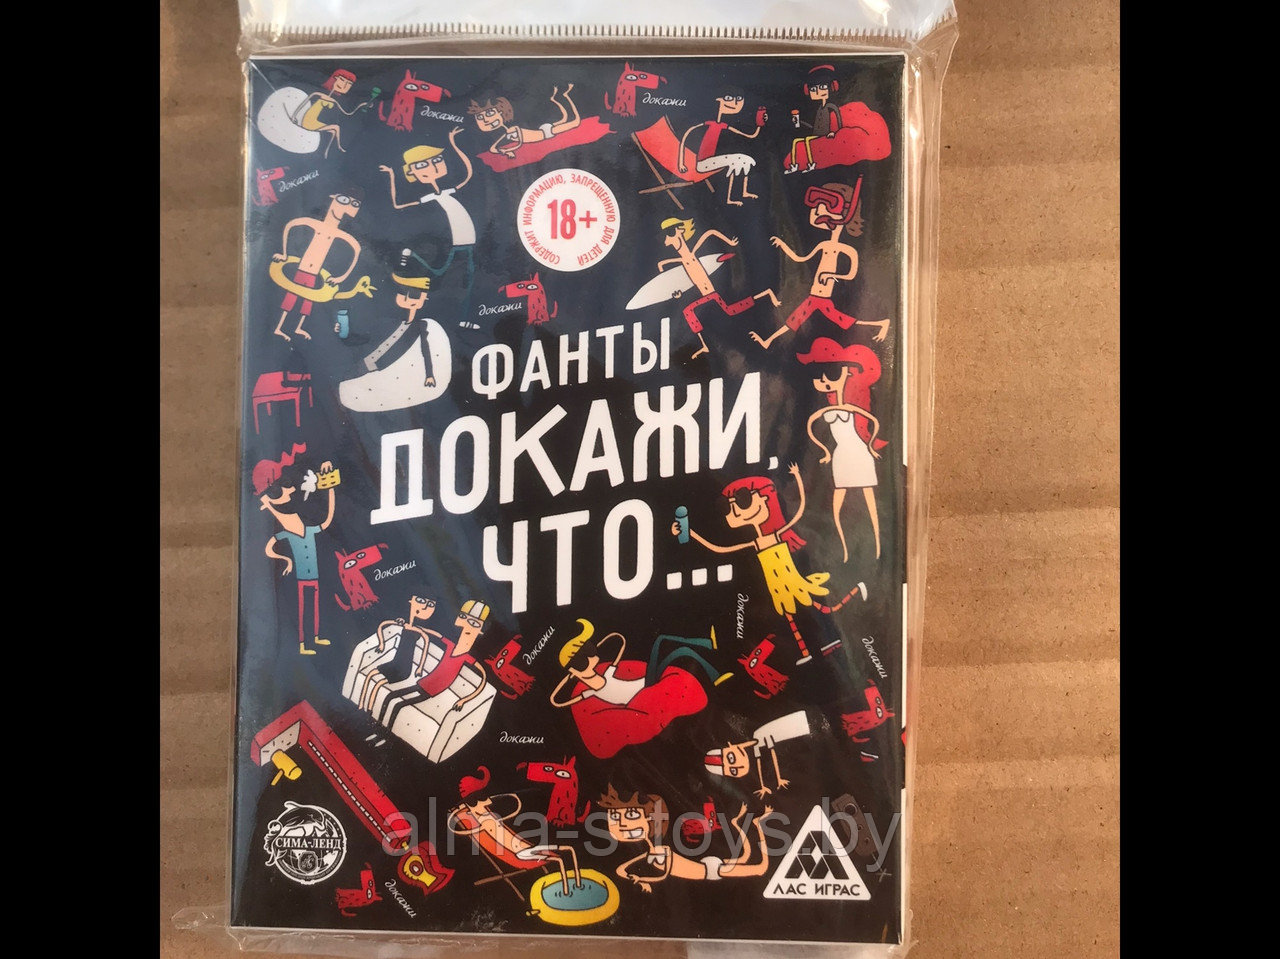 докажи
докажи
докажи
СОДЕРЖИТ ИНФОРМАЦИЮ, ЗАПРЕЩЕННУЮ ДЛЯ ДЕТЕЙ
18+
докажи
ФАНТЫ
ДОКАЖИ,
ЧТО...
докажи
докажи
докажи
докажи
докажи
alma-s-toys.by
СИМА-ЛЕНД
ЛАС ИГРАС
докажи